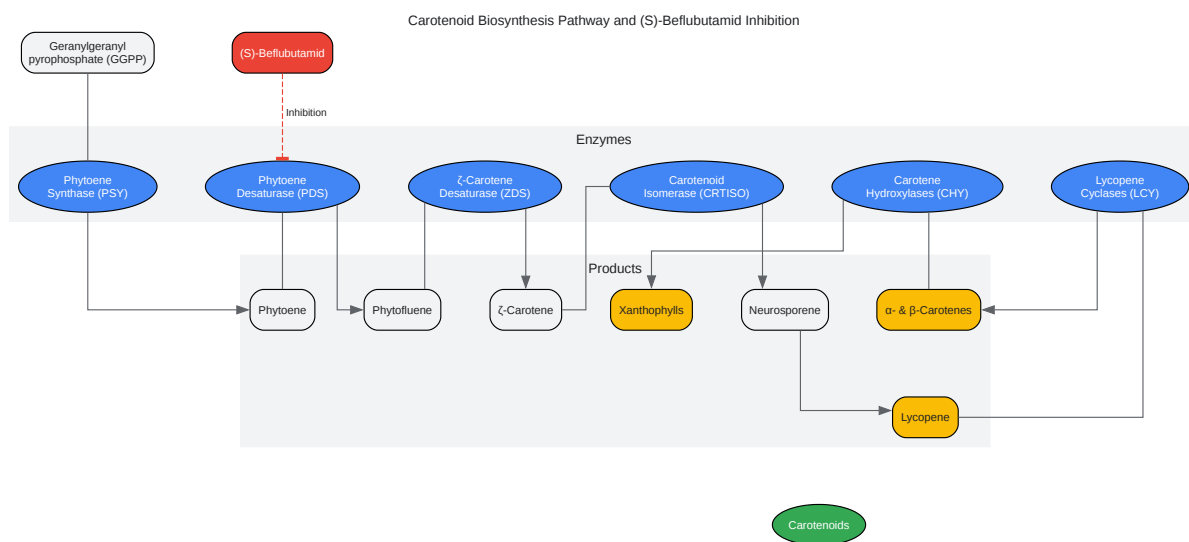 Carotenoid Biosynthesis Pathway and (S)-Beflubutamid Inhibition
Geranylgeranyl
pyrophosphate (GGPP)
(S)-Beflubutamid
Inhibition
Enzymes
Phytoene
Synthase (PSY)
Phytoene
Desaturase (PDS)
ζ-Carotene
Desaturase (ZDS)
Carotenoid
Isomerase (CRTISO)
Carotene
Hydroxylases (CHY)
Lycopene
Cyclases (LCY)
Products
Phytoene
Phytofluene
ζ-Carotene
Xanthophylls
Neurosporene
α- & β-Carotenes
Lycopene
Carotenoids